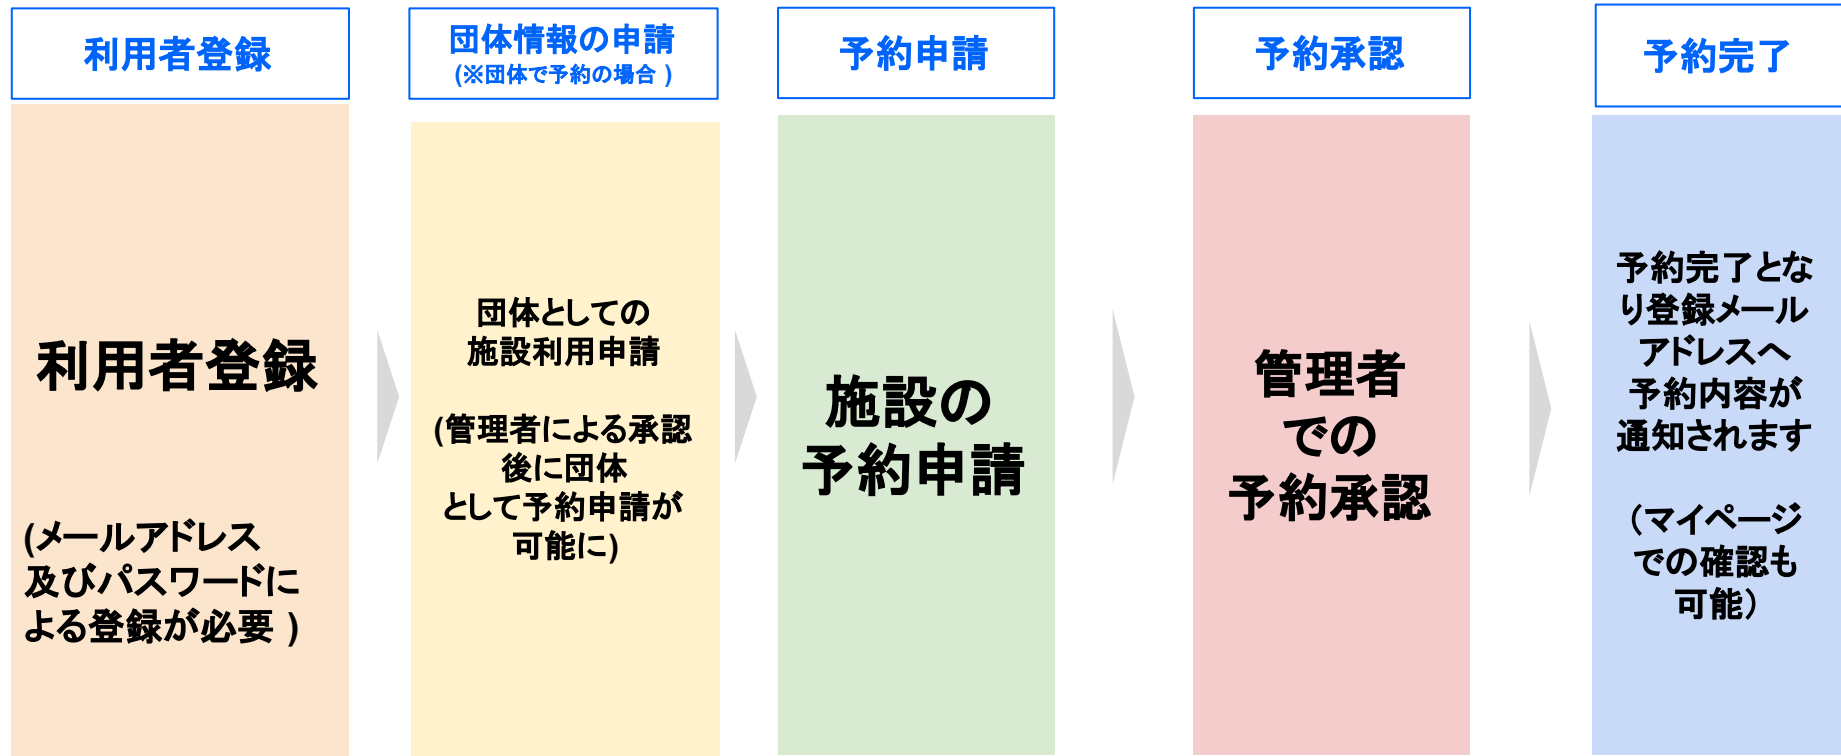 利用者登録
団体情報の申請
(※団体で予約の場合 )
予約申請
予約承認
予約完了
利用者登録
(メールアドレス
及びパスワードに
よる登録が必要 )
団体としての
施設利用申請
(管理者による承認
後に団体
として予約申請が
可能に)
施設の
予約申請
管理者
での
予約承認
予約完了とな
り登録メール
アドレスへ
予約内容が
通知されます
（マイページ
での確認も
可能）